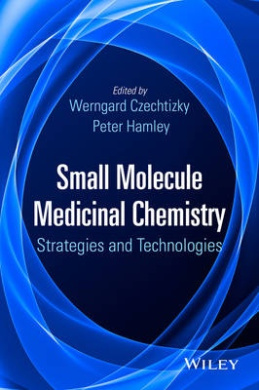 Edited by
Werngard Czechtizky
Peter Hamley
Small Molecule
Medicinal Chemistry
Strategies and Technologies
WILEY